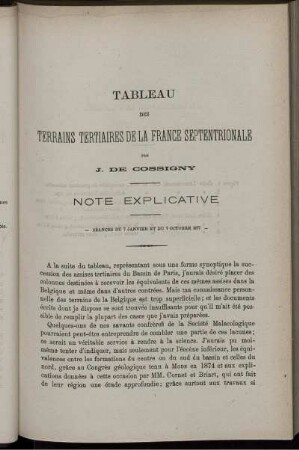 TABLEAU
DES
TERRAINS TERTIAIRES DE LA FRANCE SEPTENTRIONALE
PAR
J. DE COSSIGNY
NOTE EXPLICATIVE
— SÉANCES DU 7 JANVIER ET DU 7 OCTOBRE 1877 —
A la suite du tableau, représentant sous une forme synoptique la suc-
cession des assises tertiaires du Bassin de Paris, j'aurais désiré placer des
colonnes destinées à recevoir les équivalents de ces mêmes assises dans la
Belgique et même dans d'autres contrées. Mais ma connaissance person-
nelle des terrains de la Belgique est trop superficielle; et les documents
écrits dont je dispose se sont trouvés insuffisants pour qu'il m'ait été pos-
sible de remplir la plupart des cases que j'avais préparées.
Quelques-uns de nos savants confrères de la Société Malacologique
pourraient peut-être entreprendre de combler une partie de ces lacunes;
ce serait un véritable service à rendre à la science. J'aurais pu moi-
même tenter d'indiquer, mais seulement pour l'éocène inférieur, les équi-
valences entre les formations du centre ou du sud du bassin et celles du
nord, grâce au Congrès géologique tenu à Mons en 1874 et aux expli-
cations données à cette occasion par MM. Cornet et Briart, qui ont fait
de leur région une étude approfondie; grâce surtout aux travaux et